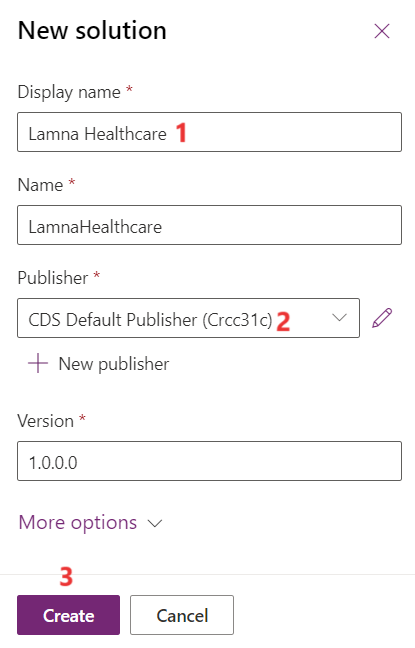 New solution
Display name *
Lamna Healthcare 1
Name *
LamnaHealthcare
Publisher *
CDS Default Publisher (Crcc31c) 2
New publisher
Version *
1.0.0.0
More options
3
Create Cancel